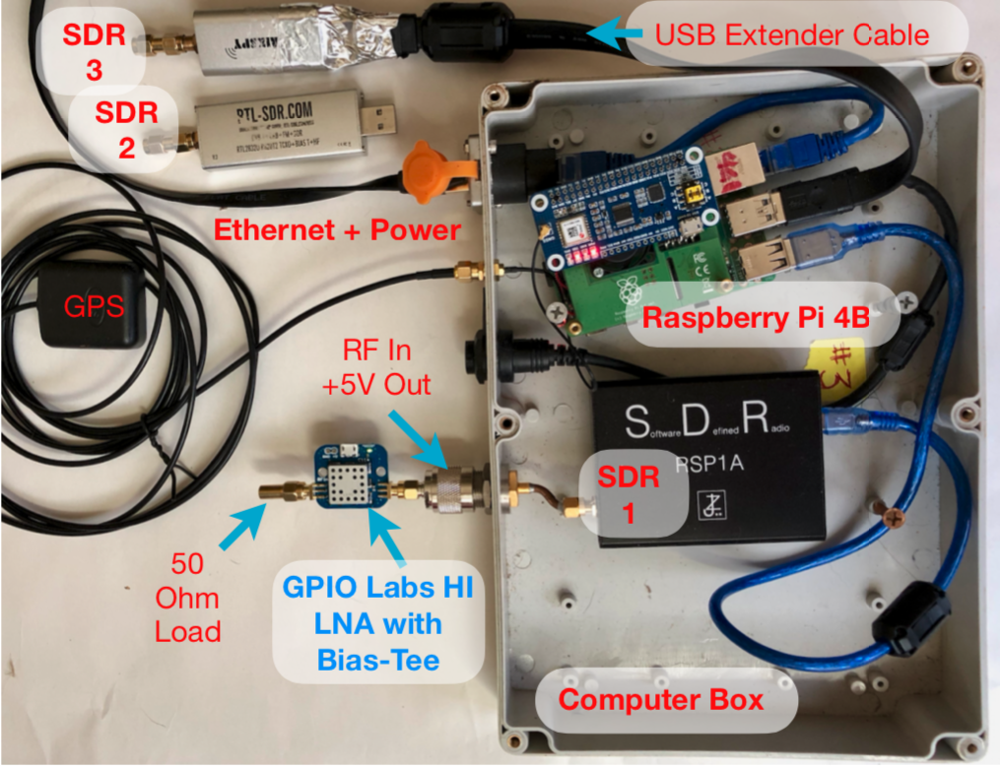 SDR
3
AIRSPY
USB Extender Cable
SDR
2
RTL-SDR.COM
Ethernet + Power
GPS
Raspberry Pi 4B
RF In
+5V Out
#3
Software Defined Radio
RSP1A
SDR
1
50
Ohm
Load
GPIO Labs HI
LNA with
Bias-Tee
Computer Box